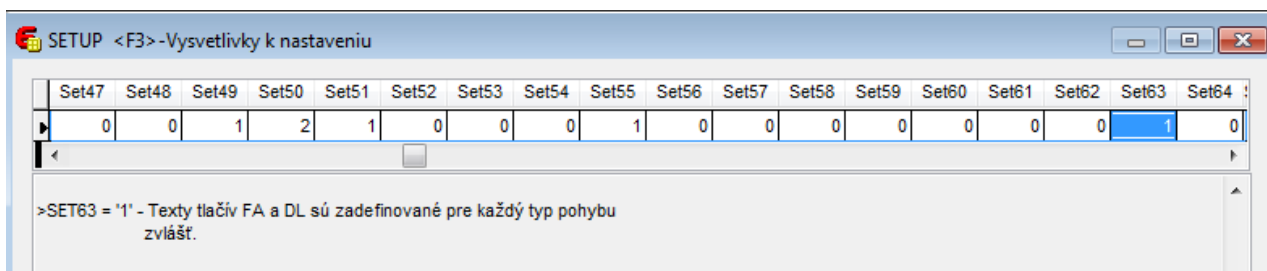 SETUP <F3>-Vysvetlivky k nastaveniu
Set47 Set48 Set49 Set50 Set51 Set52 Set53 Set54 Set55 Set56 Set57 Set58 Set59 Set60 Set61 Set62 Set63 Set64
0 0 1 2 1 0 0 0 1 0 0 0 0 0 0 0 1 0
>SET63 = '1' - Texty tlačív FA a DL sú zadefinované pre každý typ pohybu
zvlášť.